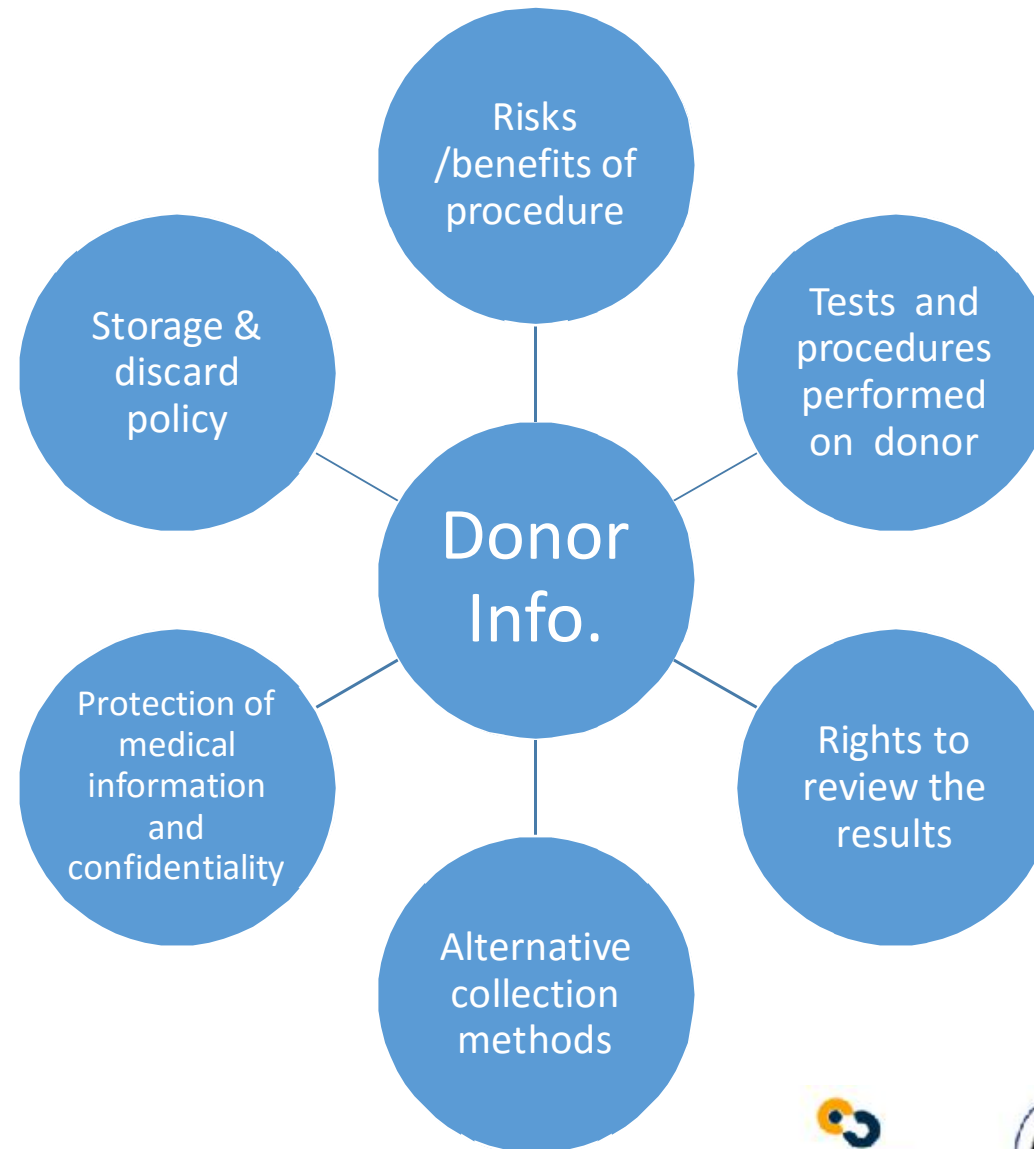 Risks
/benefits of
procedure
Tests and
procedures
performed
on donor
Rights to
review the
results
Alternative
collection
methods
Protection of
medical
information
and
confidentiality
Storage &
discard
policy
Donor
Info.